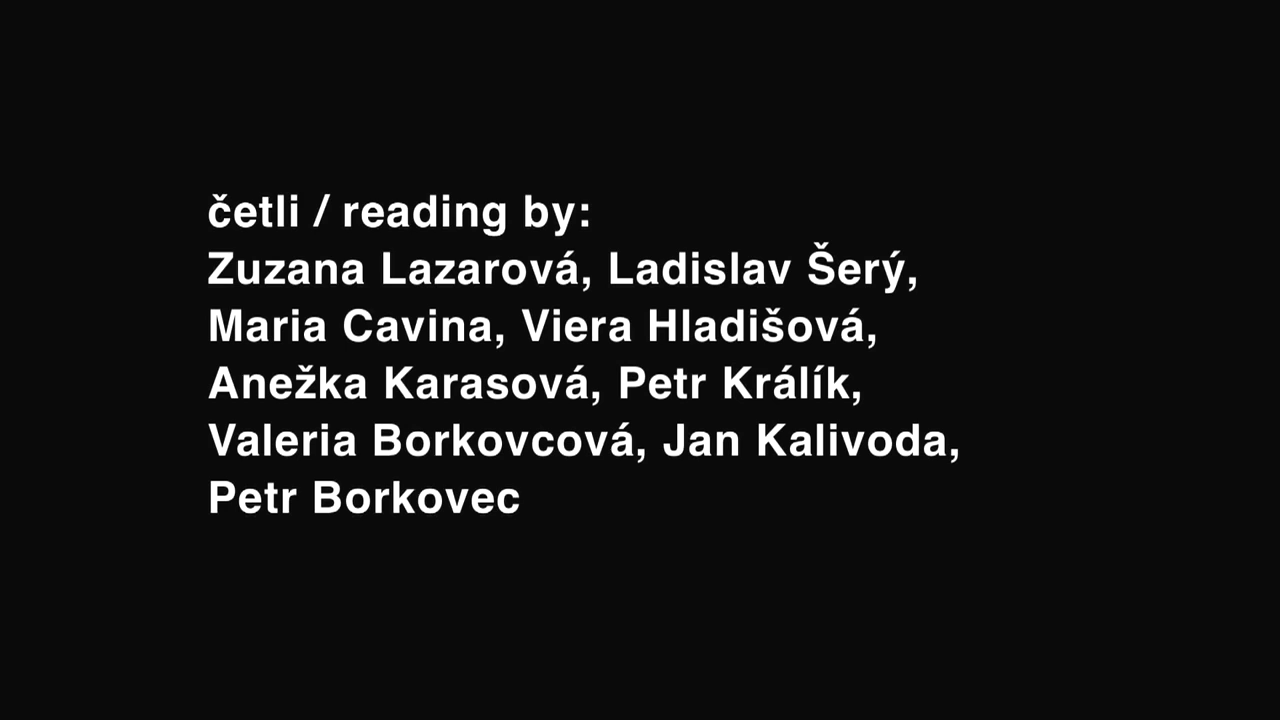 četli / reading by:
Zuzana Lazarová, Ladislav Šerý,
Maria Cavina, Viera Hladišová,
Anežka Karasová, Petr Králík,
Valeria Borkovcová, Jan Kalivoda,
Petr Borkovec